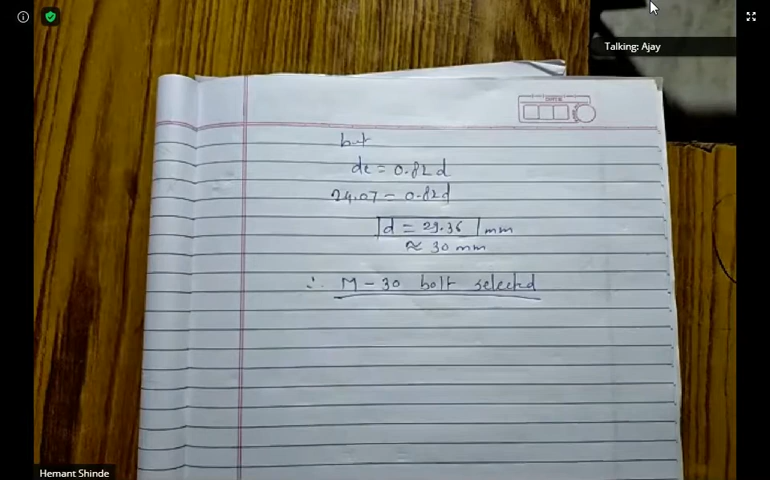 Talking: Ajay
but
dc = 0.82 d
24.07 = 0.82d
d = 29.36 mm
≈ 30 mm
∴ M - 30 bolt selected
Hemant Shinde